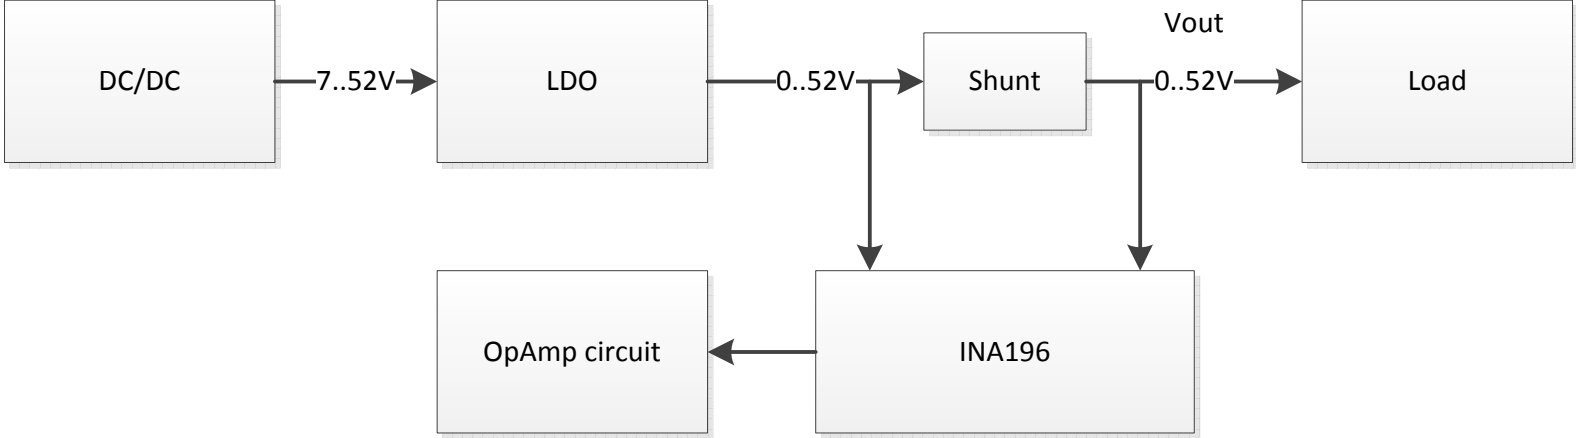 Vout
DC/DC
7..52V
LDO
0..52V
Shunt
0..52V
Load
OpAmp circuit
INA196